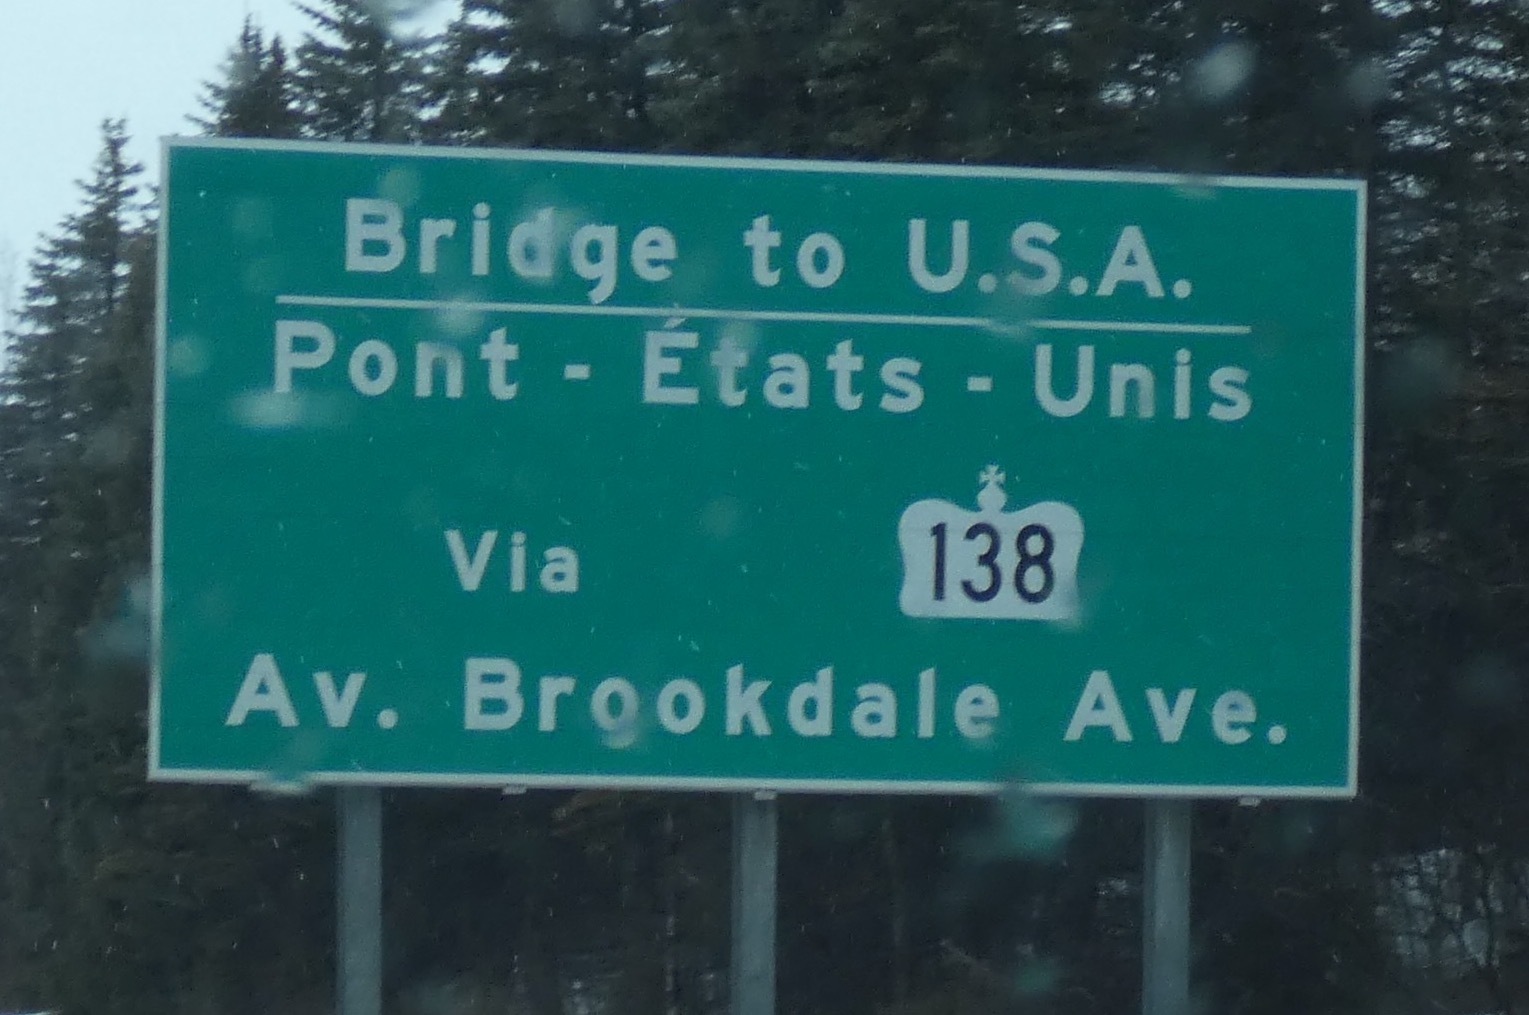 Bridge to U.S.A.
Pont - États - Unis
Via 138
Av. Brookdale Ave.